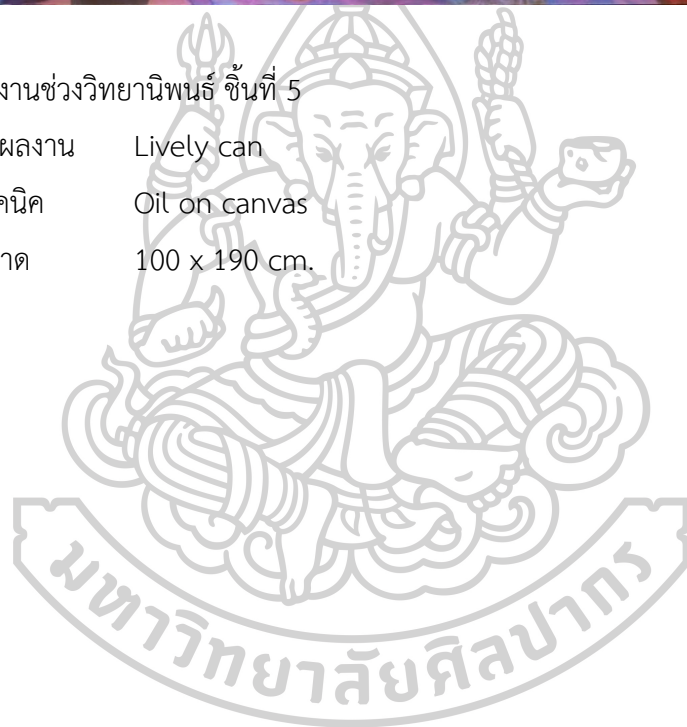 งานช่วงวิทยานิพนธ์ ชิ้นที่ 5
ผลงาน Lively can
คนิค Oil on canvas
าด 100 x 190 cm.
มหาวิทยาลัยศิลปากร